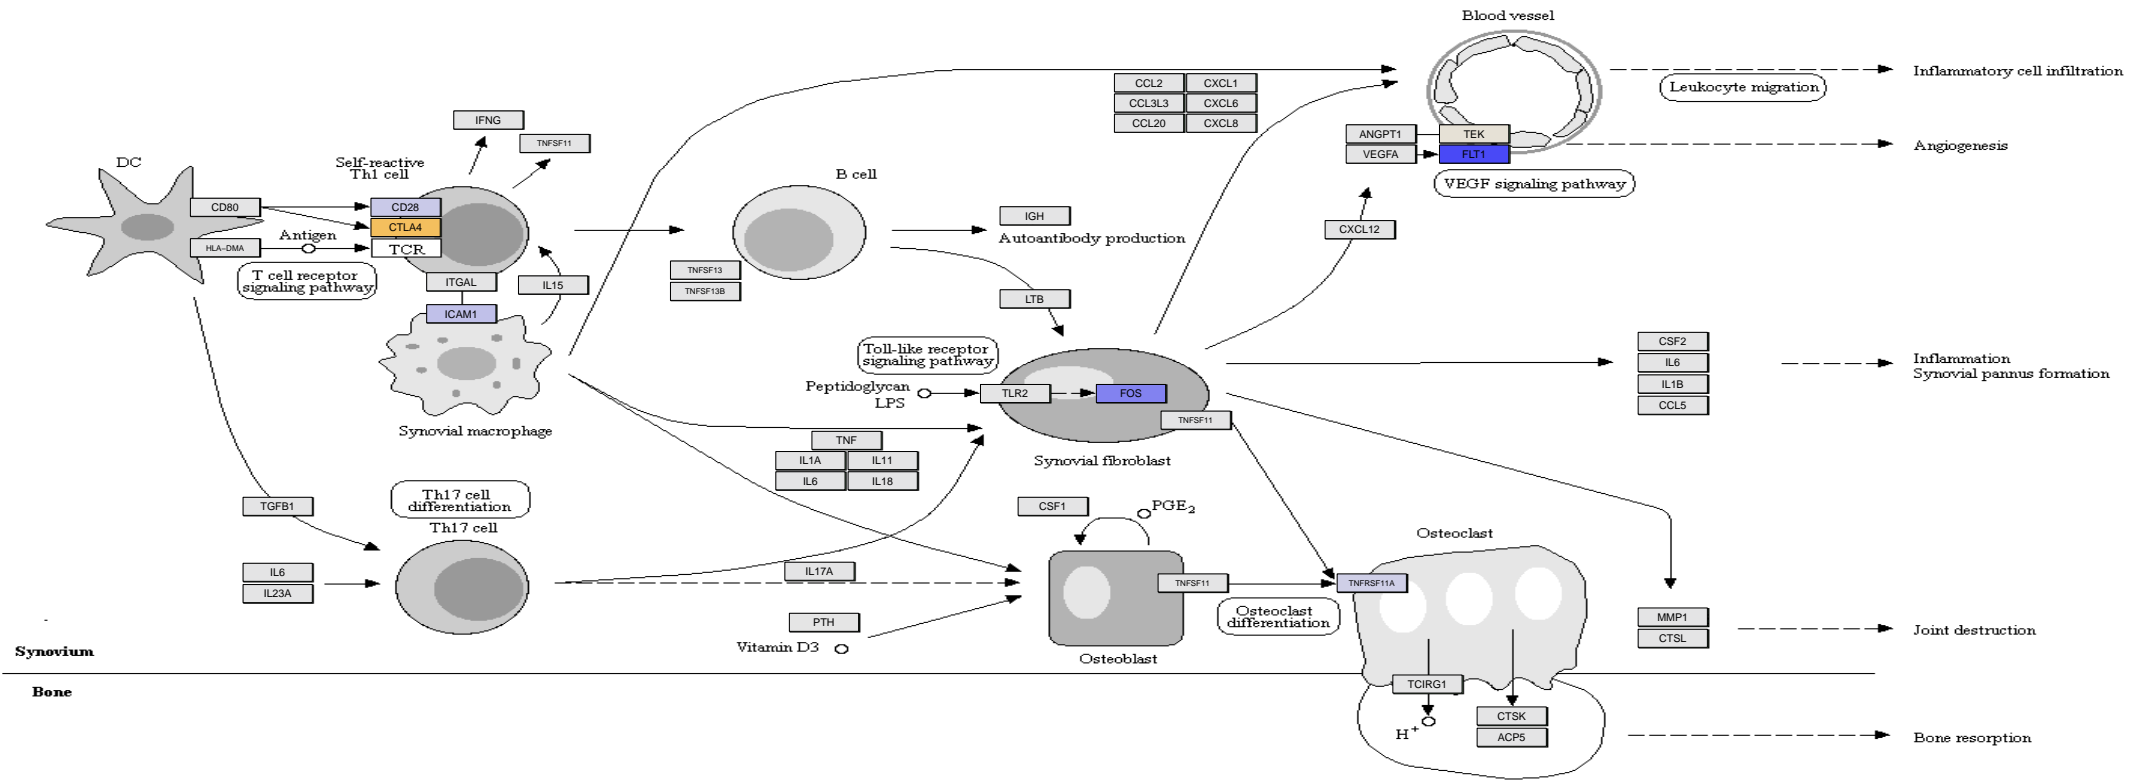 Blood vessel
Inflammatory cell infiltration
Leukocyte migration
CCL2 CXCL1
CCL3L3 CXCL6
CCL20 CXCL8
IFNG
TNFSF11
ANGPT1 TEK
VEGFA FLT1
Angiogenesis
VEGF signaling pathway
DC
Self-reactive
Th1 cell
B cell
CD80
CD28
CTLA4
TCR
HLA-DMA
Antigen
T cell receptor
signaling pathway
ITGAL
IL15
ICAM1
Synovial macrophage
TNFSF13
TNFSF13B
IGH
Autoantibody production
LTB
CXCL12
Toll-like receptor
signaling pathway
Peptidoglycan
LPS
TLR2
FOS
TNFSF11
Synovial fibroblast
CSF2
IL6
IL1B
CCL5
Inflammation
Synovial pannus formation
TNF
IL1A IL11
IL6 IL18
TGFB1
Th17 cell
differentiation
Th17 cell
IL6
IL23A
IL17A
PTH
Vitamin D3
CSF1
PGE2
TNFSF11
Osteoblast
Osteoclast
TNFRSF11A
Osteoclast
differentiation
MMP1
CTSL
Joint destruction
Synovium
Bone
TCIRG1
H+
CTSK
ACP5
Bone resorption